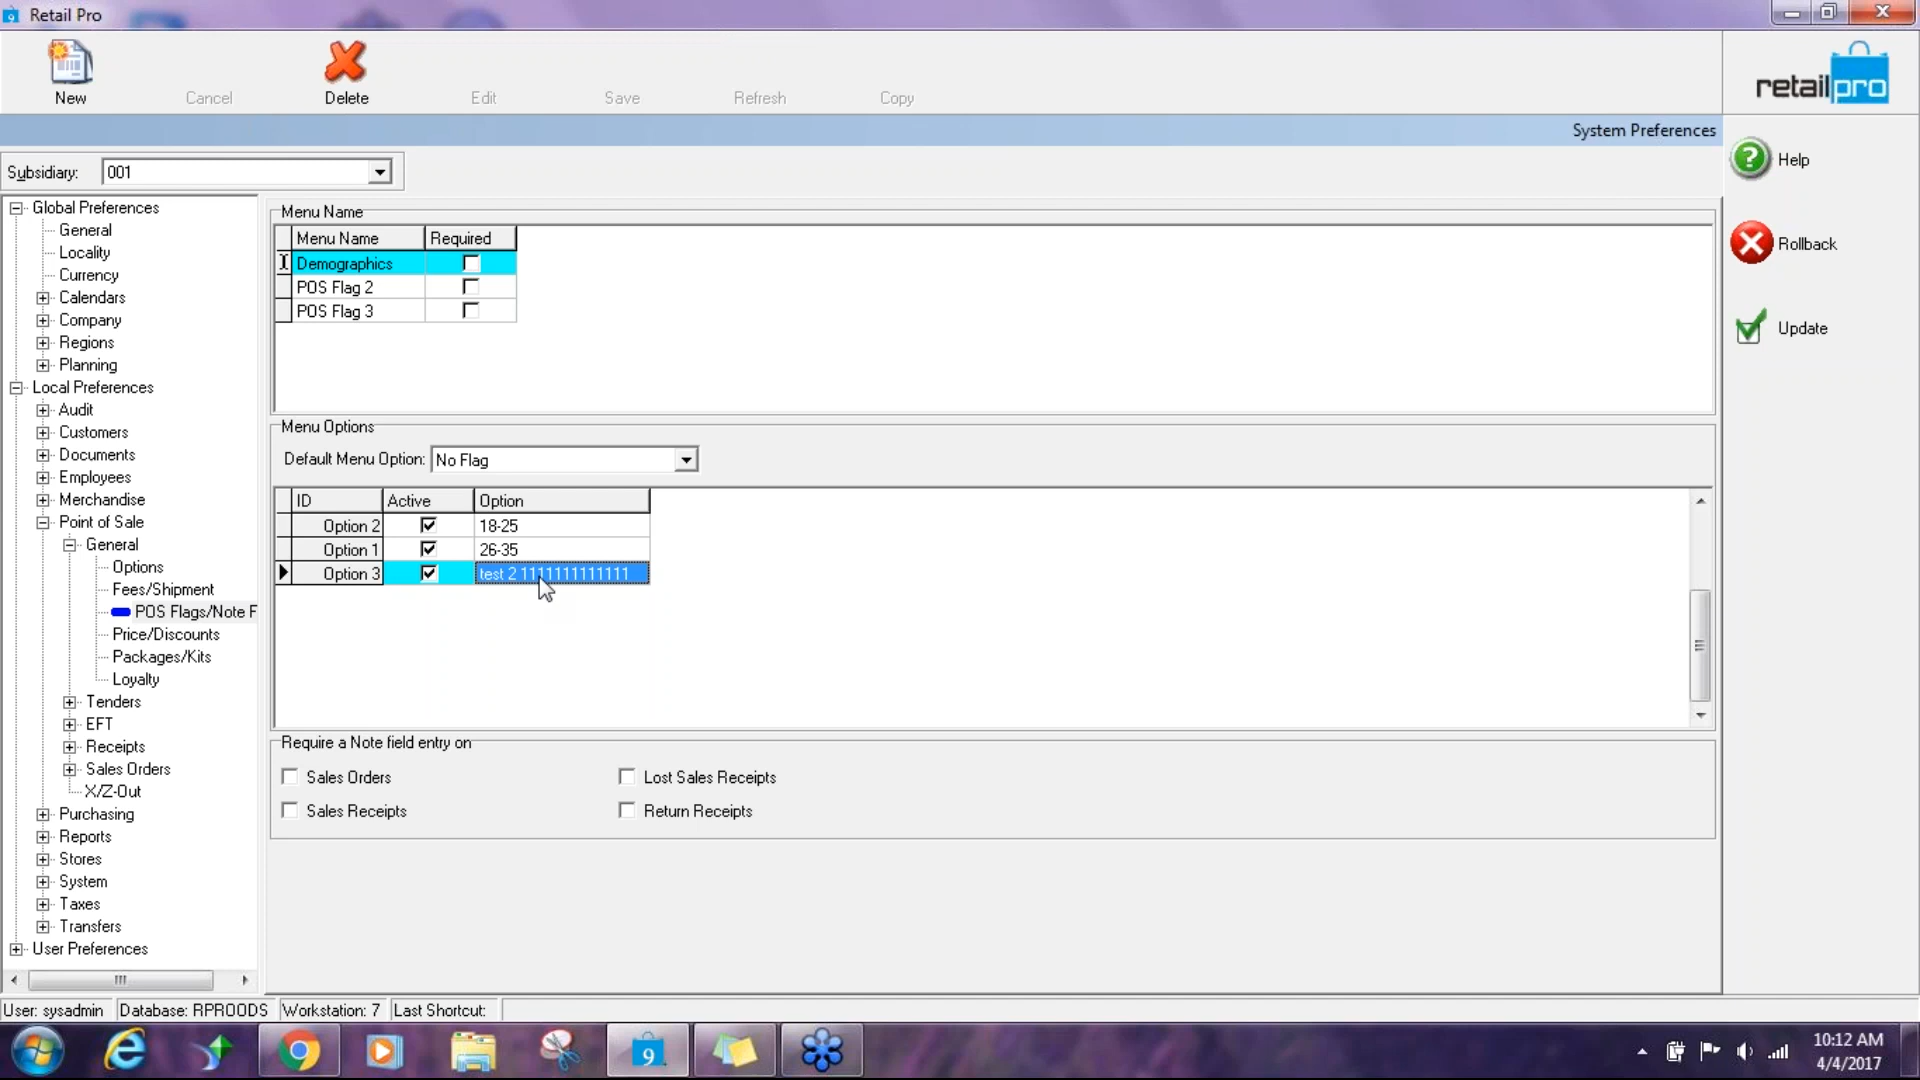 Retail Pro
New
Cancel
Delete
Edit
Save
Refresh
Copy
retailpro
System Preferences
Subsidiary: 001
Help
Rollback
Update
Global Preferences
General
Locality
Currency
Calendars
Company
Regions
Planning
Local Preferences
Audit
Customers
Documents
Employees
Merchandise
Point of Sale
General
Options
Fees/Shipment
POS Flags/Note F
Price/Discounts
Packages/Kits
Loyalty
Tenders
EFT
Receipts
Sales Orders
X/Z-Out
Purchasing
Reports
Stores
System
Taxes
Transfers
User Preferences
Menu Name
Menu Name Required
Demographics
POS Flag 2
POS Flag 3
Menu Options
Default Menu Option: No Flag
ID Active Option
Option 2 18-25
Option 1 26-35
Option 3 test 2 1111111111111
Require a Note field entry on
Sales Orders Lost Sales Receipts
Sales Receipts Return Receipts
User: sysadmin Database: RPROODS Workstation: 7 Last Shortcut:
9
10:12 AM
4/4/2017